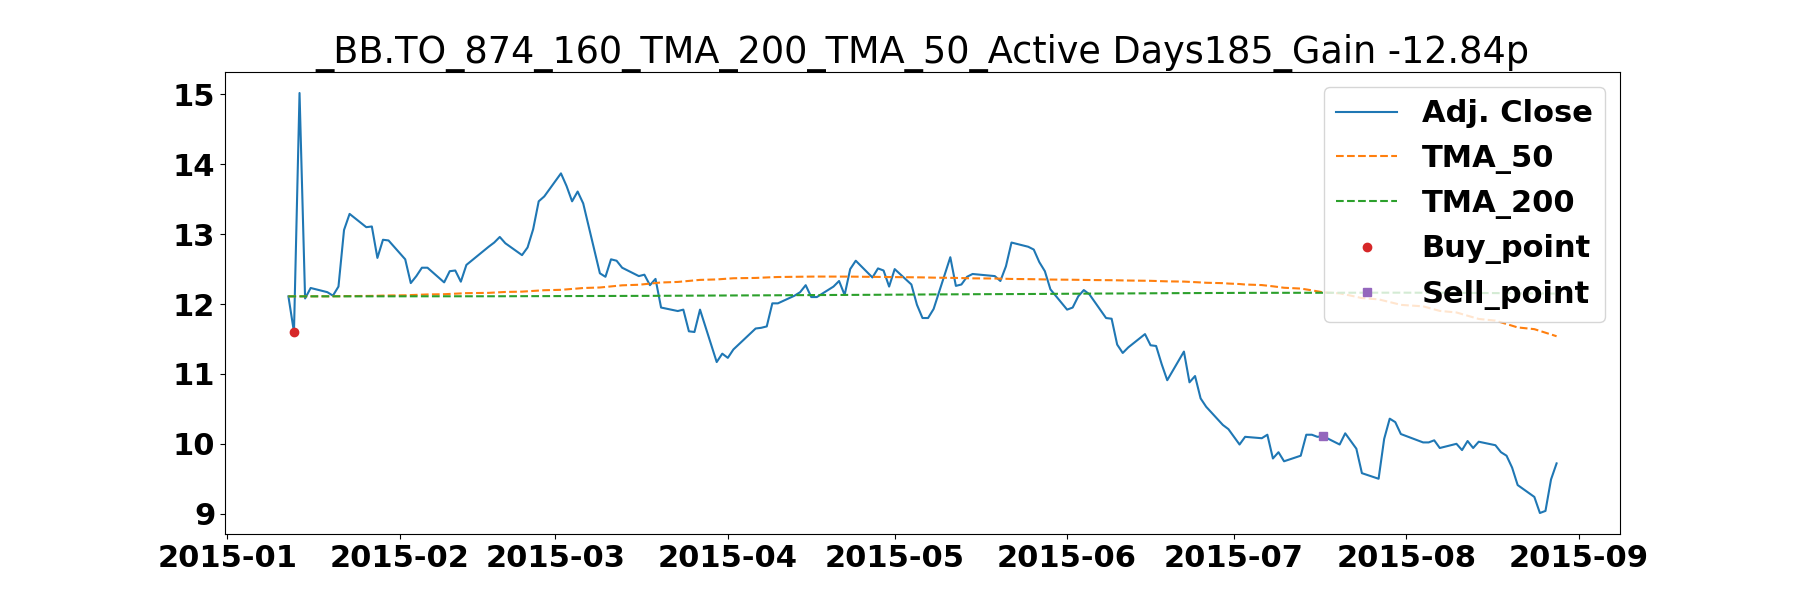 _BB.TO_874_160_TMA_200_TMA_50_Active Days185_Gain -12.84p
15
14
13
12
11
10
9
Adj. Close
TMA_50
TMA_200
Buy_point
Sell_point
2015-01 2015-02 2015-03 2015-04 2015-05 2015-06 2015-07 2015-08 2015-09